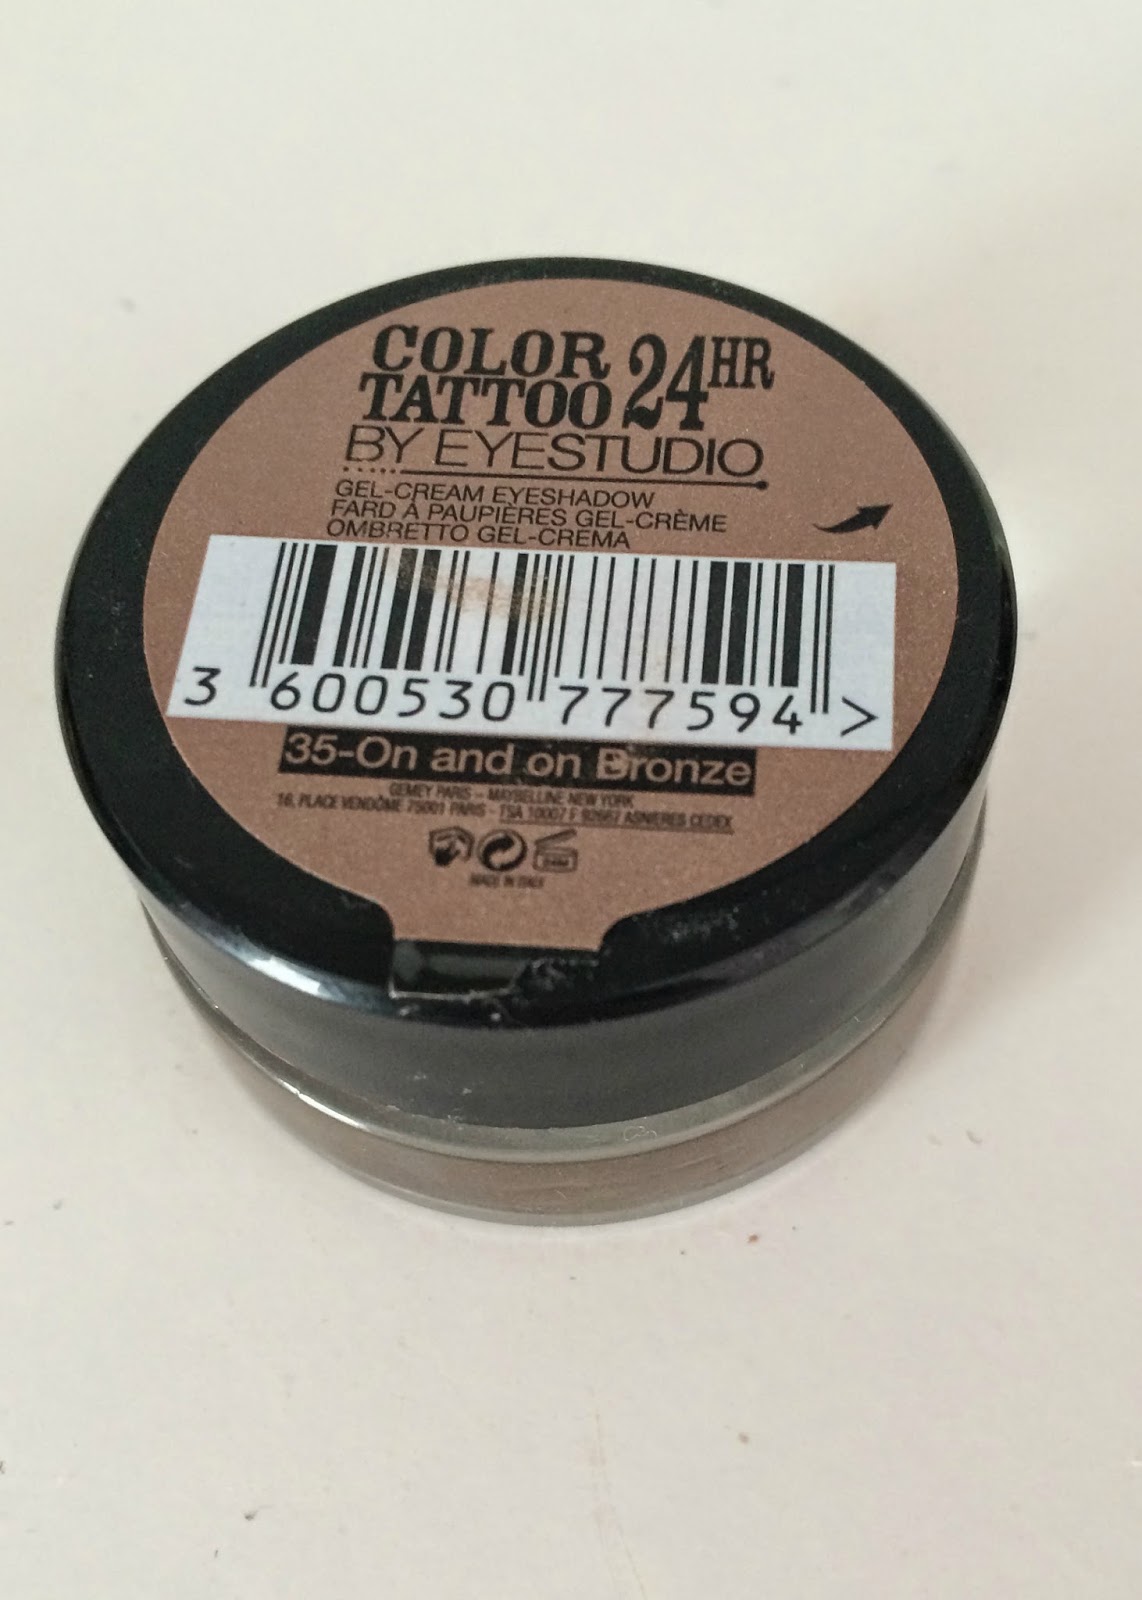 COLOR 24HR
TATTOO
BY EYESTUDIO
GEL-CREAM EYESHADOW
FARD À PAUPIÈRES GEL-CRÈME
OMBRETTO GEL-CREMA
3 600530 777594 >
35-On and on Bronze
GEMEY PARIS – MAYBELLINE NEW YORK
16, PLACE VENDÔME 75001 PARIS - TSA 10007 F 92667 ASNIERES CEDEX
24M
MADE IN ITALY